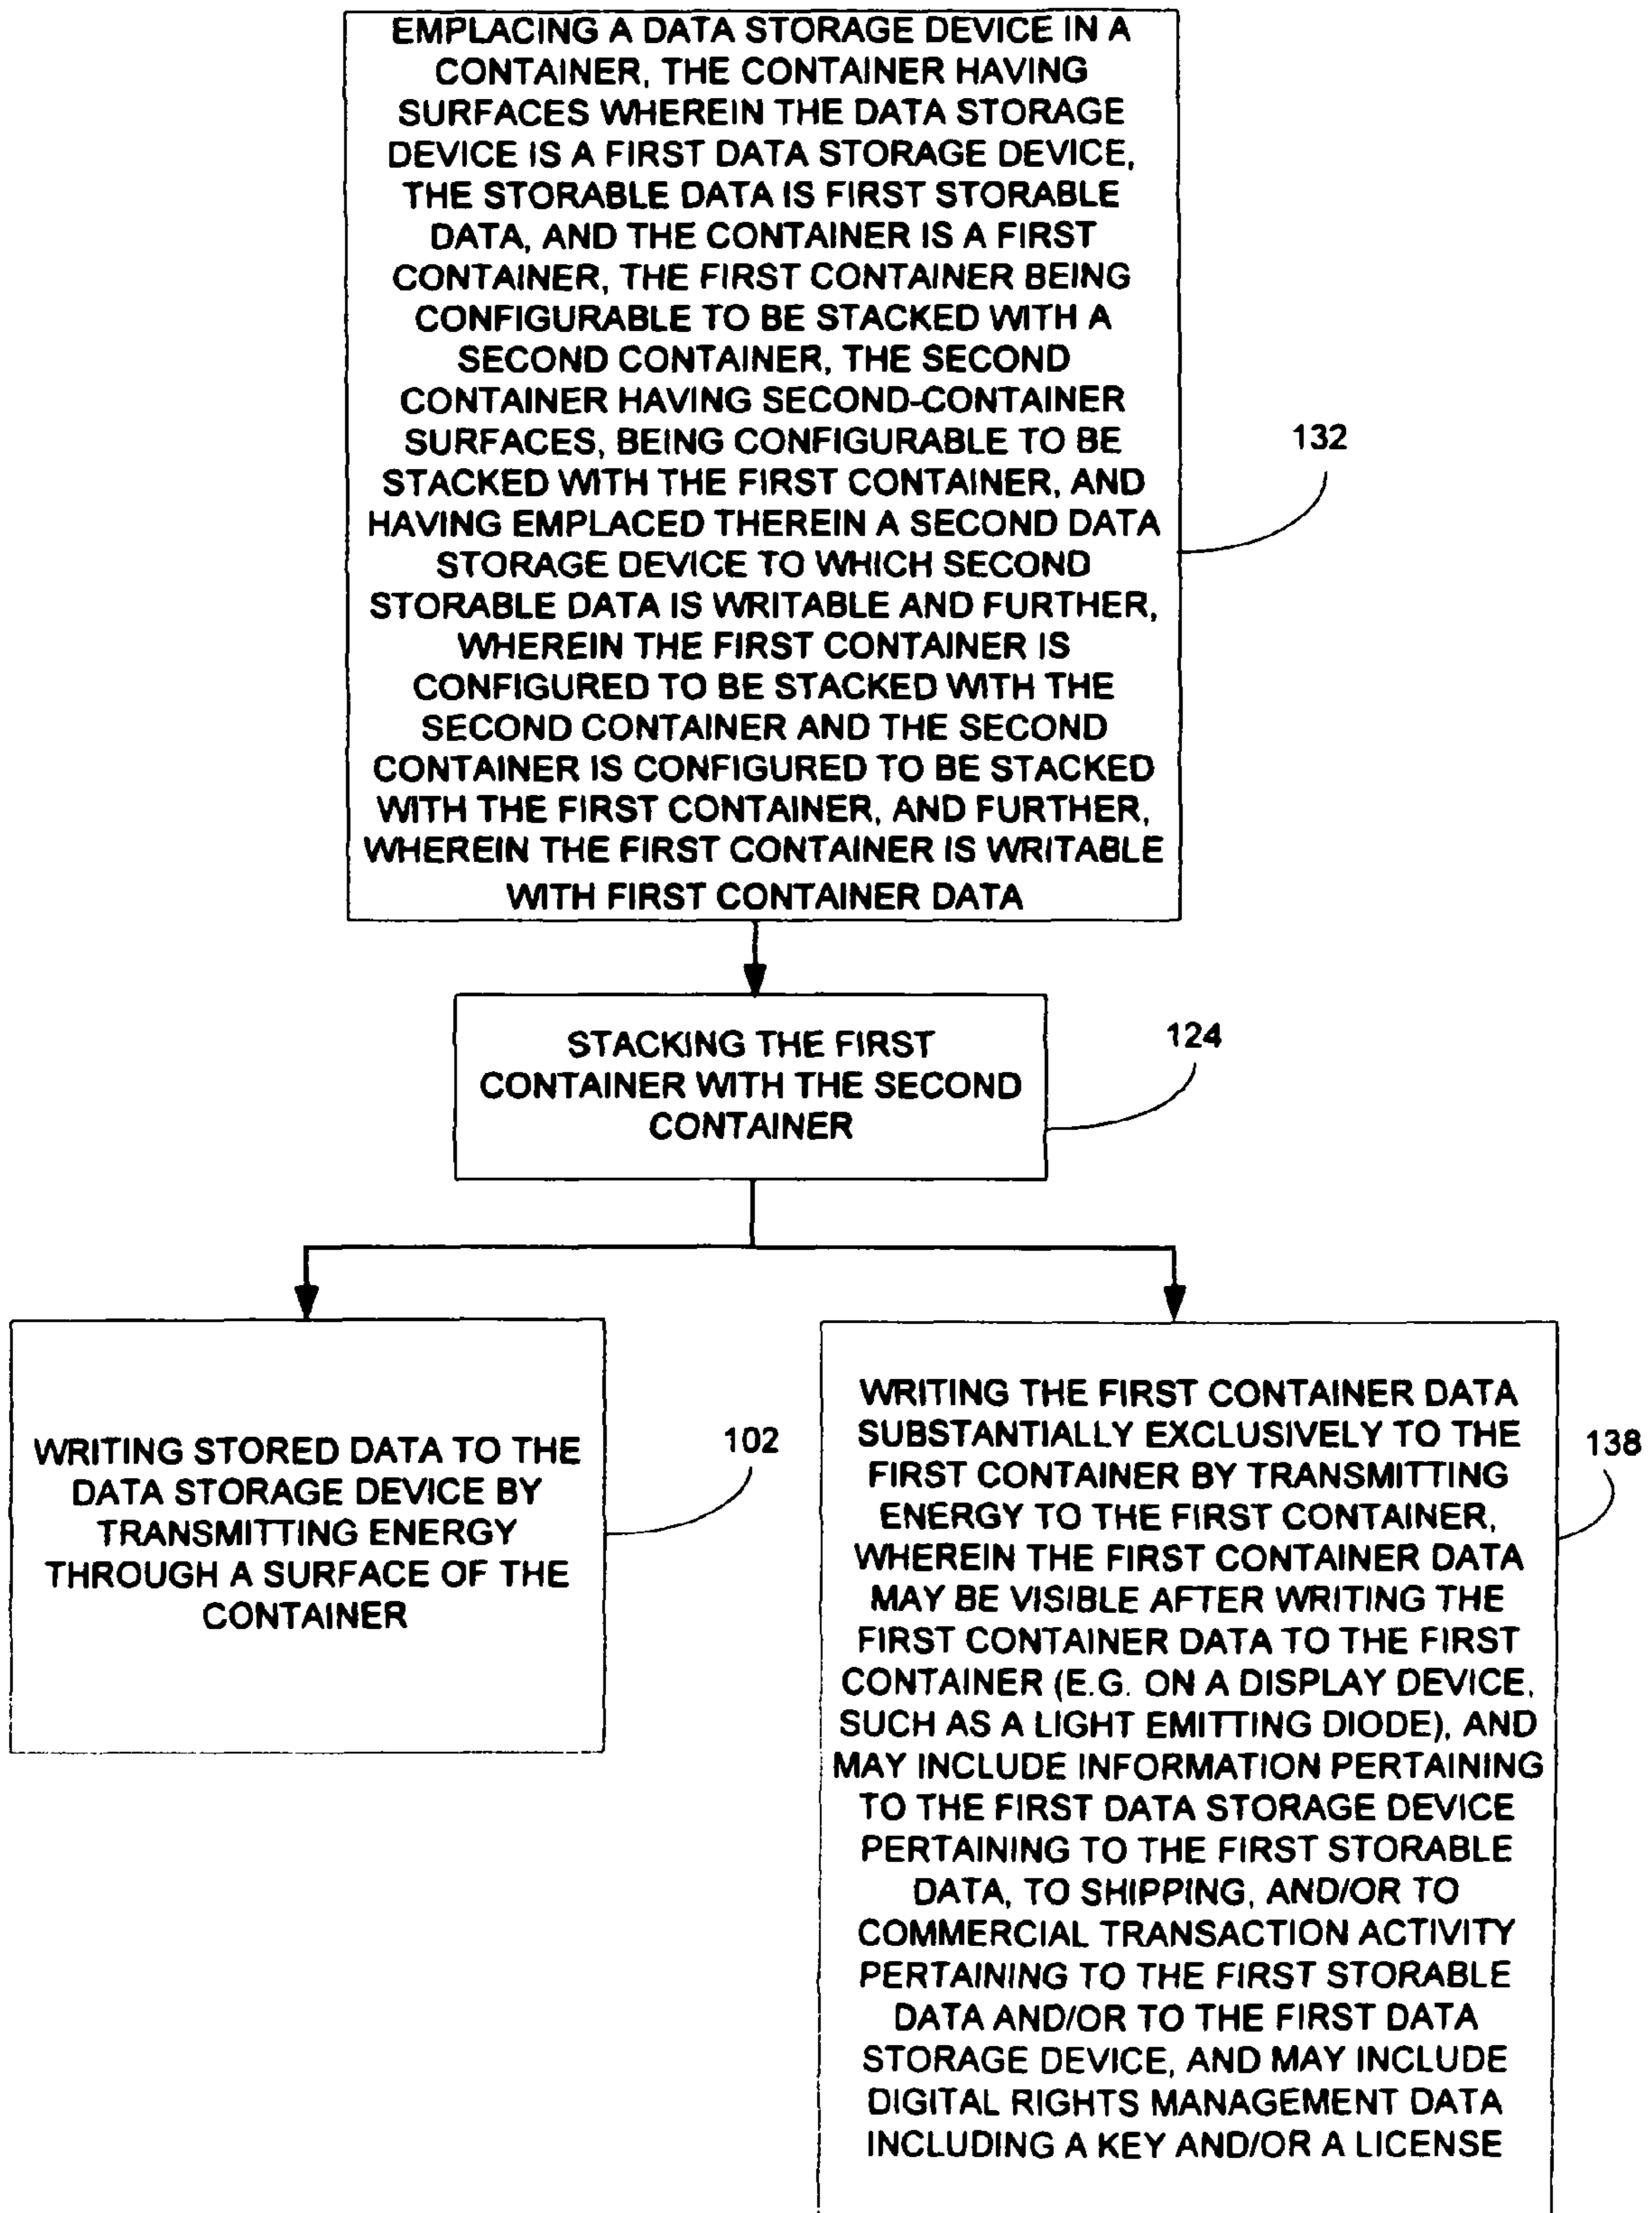 EMPLACING A DATA STORAGE DEVICE IN A
CONTAINER, THE CONTAINER HAVING
SURFACES WHEREIN THE DATA STORAGE
DEVICE IS A FIRST DATA STORAGE DEVICE,
THE STORABLE DATA IS FIRST STORABLE
DATA, AND THE CONTAINER IS A FIRST
CONTAINER, THE FIRST CONTAINER BEING
CONFIGURABLE TO BE STACKED WITH A
SECOND CONTAINER, THE SECOND
CONTAINER HAVING SECOND-CONTAINER
SURFACES, BEING CONFIGURABLE TO BE
STACKED WITH THE FIRST CONTAINER, AND
HAVING EMPLACED THEREIN A SECOND DATA
STORAGE DEVICE TO WHICH SECOND
STORABLE DATA IS WRITABLE AND FURTHER,
WHEREIN THE FIRST CONTAINER IS
CONFIGURED TO BE STACKED WITH THE
SECOND CONTAINER AND THE SECOND
CONTAINER IS CONFIGURED TO BE STACKED
WITH THE FIRST CONTAINER, AND FURTHER,
WHEREIN THE FIRST CONTAINER IS WRITABLE
WITH FIRST CONTAINER DATA
132
STACKING THE FIRST
CONTAINER WITH THE SECOND
CONTAINER
124
WRITING STORED DATA TO THE
DATA STORAGE DEVICE BY
TRANSMITTING ENERGY
THROUGH A SURFACE OF THE
CONTAINER
102
WRITING THE FIRST CONTAINER DATA
SUBSTANTIALLY EXCLUSIVELY TO THE
FIRST CONTAINER BY TRANSMITTING
ENERGY TO THE FIRST CONTAINER,
WHEREIN THE FIRST CONTAINER DATA
MAY BE VISIBLE AFTER WRITING THE
FIRST CONTAINER DATA TO THE FIRST
CONTAINER (E.G. ON A DISPLAY DEVICE,
SUCH AS A LIGHT EMITTING DIODE), AND
MAY INCLUDE INFORMATION PERTAINING
TO THE FIRST DATA STORAGE DEVICE
PERTAINING TO THE FIRST STORABLE
DATA, TO SHIPPING, AND/OR TO
COMMERCIAL TRANSACTION ACTIVITY
PERTAINING TO THE FIRST STORABLE
DATA AND/OR TO THE FIRST DATA
STORAGE DEVICE, AND MAY INCLUDE
DIGITAL RIGHTS MANAGEMENT DATA
INCLUDING A KEY AND/OR A LICENSE
138